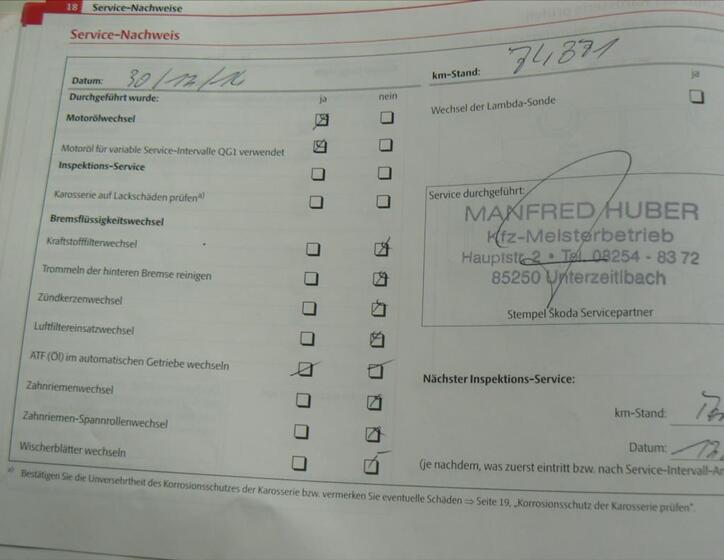 18 Service-Nachweise
Service-Nachweis
Datum: 30/12/14
km-Stand: 74871
Durchgeführt wurde: ja nein
ja
Motorölwechsel
Wechsel der Lambda-Sonde
Motoröl für variable Service-Intervalle QG1 verwendet
Inspektions-Service
Karosserie auf Lackschäden prüfen a)
Bremsflüssigkeitswechsel
Kraftstofffilterwechsel
Trommeln der hinteren Bremse reinigen
Zündkerzenwechsel
Luftfiltereinsatzwechsel
ATF (Öl) im automatischen Getriebe wechseln
Zahnriemenwechsel
Zahnriemen-Spannrollenwechsel
Wischerblätter wechseln
Service durchgeführt:
MANFRED HUBER
Kfz-Meisterbetrieb
Hauptstr. 2 • Tel. 08254 - 83 72
85250 Unterzeitlbach
Stempel Škoda Servicepartner
Nächster Inspektions-Service:
km-Stand:
Datum:
(je nachdem, was zuerst eintritt bzw. nach Service-Intervall-An
a) Bestätigen Sie die Unversehrtheit des Korrosionsschutzes der Karosserie bzw. vermerken Sie eventuelle Schäden ⇒ Seite 19, „Korrosionsschutz der Karosserie prüfen".